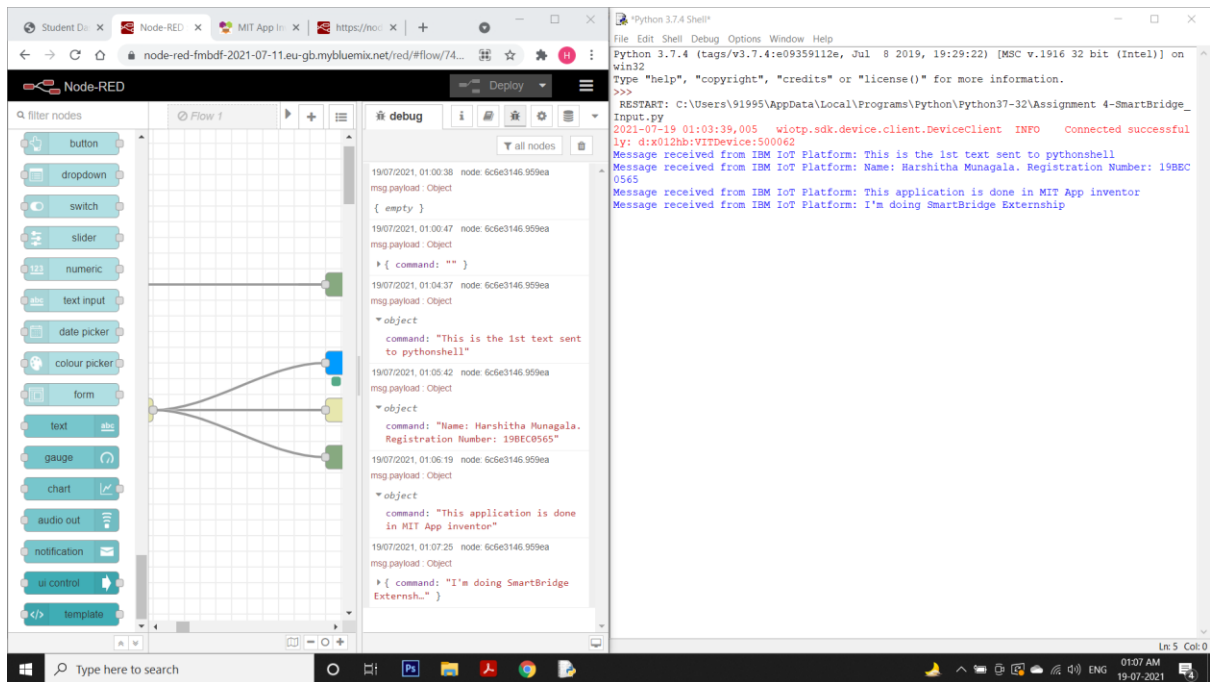 Student Da
Node-RED
MIT App In
https://nod
node-red-fmbdf-2021-07-11.eu-gb.mybluemix.net/red/#flow/74...
H
Node-RED
Deploy
filter nodes
button
dropdown
switch
slider
123 numeric
abc text input
date picker
colour picker
form
text abc
gauge
chart
audio out
notification
ui control
</> template
Flow 1
debug
i
all nodes
19/07/2021, 01:00:38 node: 6c6e3146.959ea
msg.payload : Object
{ empty }
19/07/2021, 01:00:47 node: 6c6e3146.959ea
msg.payload : Object
{ command: "" }
19/07/2021, 01:04:37 node: 6c6e3146.959ea
msg.payload : Object
object
command: "This is the 1st text sent
to pythonshell"
19/07/2021, 01:05:42 node: 6c6e3146.959ea
msg.payload : Object
object
command: "Name: Harshitha Munagala.
Registration Number: 19BEC0565"
19/07/2021, 01:06:19 node: 6c6e3146.959ea
msg.payload : Object
object
command: "This application is done
in MIT App inventor"
19/07/2021, 01:07:25 node: 6c6e3146.959ea
msg.payload : Object
{ command: "I'm doing SmartBridge
Externsh…" }
*Python 3.7.4 Shell*
File Edit Shell Debug Options Window Help
Python 3.7.4 (tags/v3.7.4:e09359112e, Jul 8 2019, 19:29:22) [MSC v.1916 32 bit (Intel)] on
win32
Type "help", "copyright", "credits" or "license()" for more information.
>>>
RESTART: C:\Users\91995\AppData\Local\Programs\Python\Python37-32\Assignment 4-SmartBridge_
Input.py
2021-07-19 01:03:39,005 wiotp.sdk.device.client.DeviceClient INFO Connected successful
ly: d:x012hb:VITDevice:500062
Message received from IBM IoT Platform: This is the 1st text sent to pythonshell
Message received from IBM IoT Platform: Name: Harshitha Munagala. Registration Number: 19BEC
0565
Message received from IBM IoT Platform: This application is done in MIT App inventor
Message received from IBM IoT Platform: I'm doing SmartBridge Externship
Ln: 5 Col: 0
Type here to search
Ps
ENG
01:07 AM
19-07-2021
4